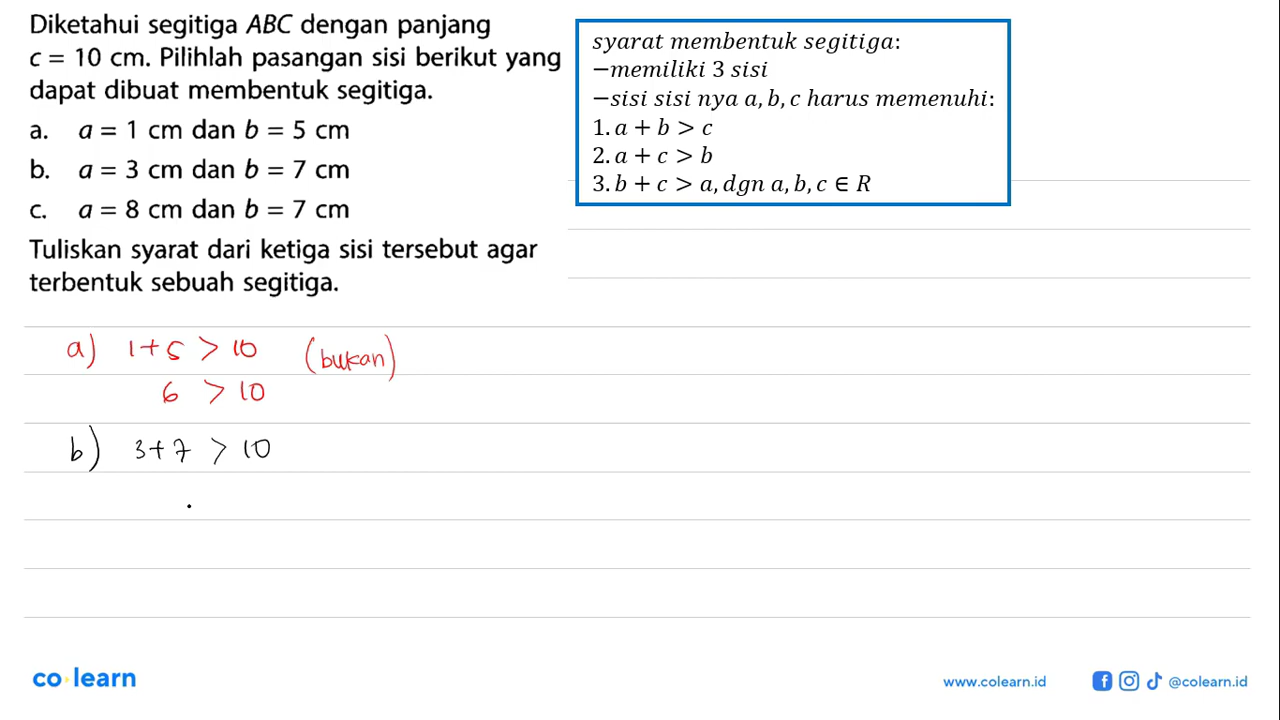 Diketahui segitiga ABC dengan panjang
c = 10 cm. Pilihlah pasangan sisi berikut yang
dapat dibuat membentuk segitiga.
a. a = 1 cm dan b = 5 cm
b. a = 3 cm dan b = 7 cm
c. a = 8 cm dan b = 7 cm
Tuliskan syarat dari ketiga sisi tersebut agar
terbentuk sebuah segitiga.
syarat membentuk segitiga:
−memiliki 3 sisi
−sisi sisi nya a, b, c harus memenuhi:
1. a + b > c
2. a + c > b
3. b + c > a, dgn a, b, c ∈ R
a) 1+5 > 10 (bukan)
6 > 10
b) 3+7 > 10
co learn
www.colearn.id @colearn.id